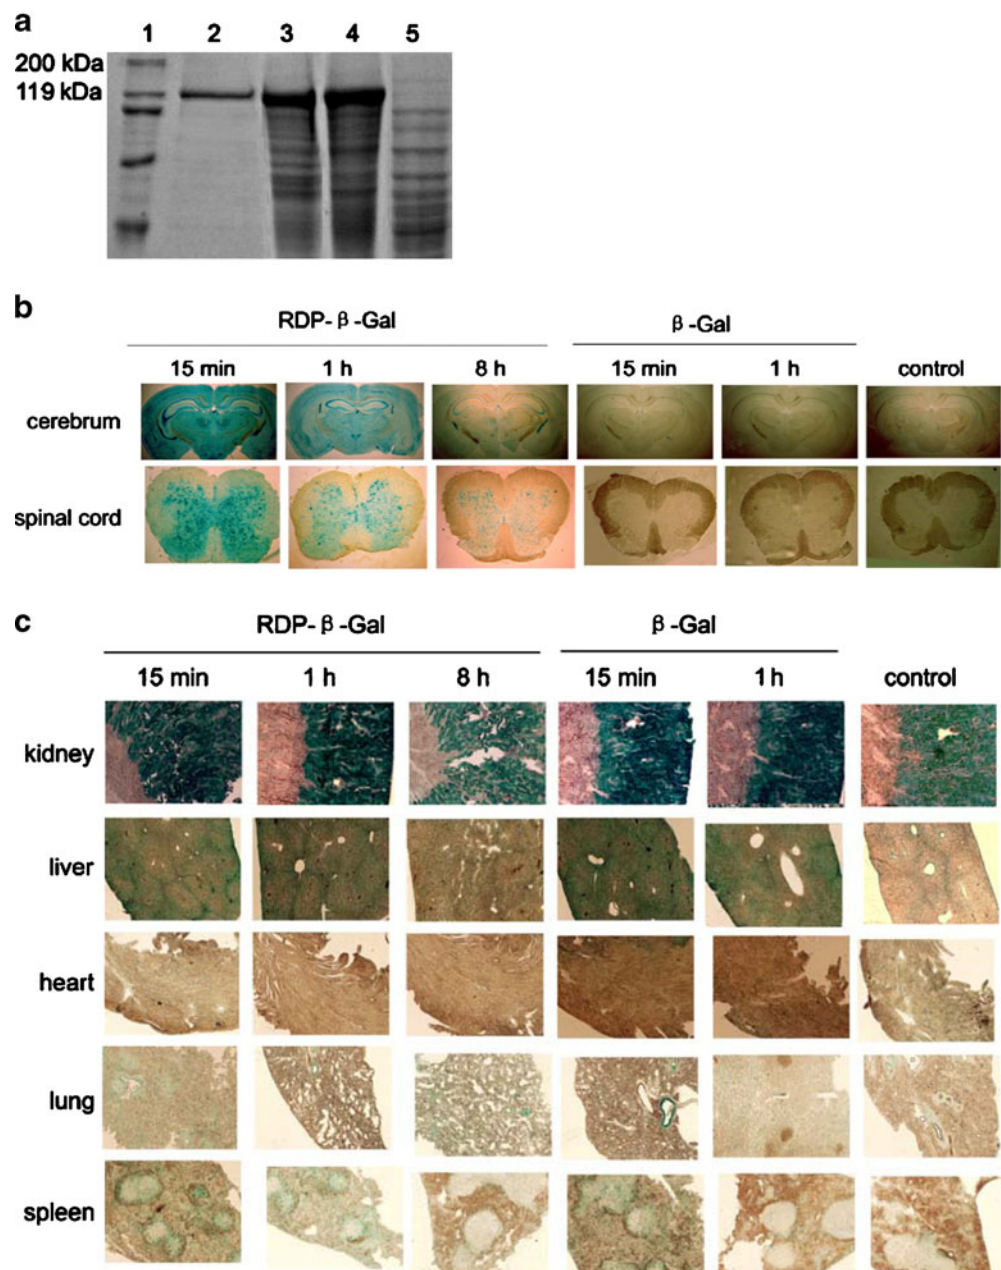 a
1 2 3 4 5
200 kDa
119 kDa
b
RDP-β-Gal β-Gal
15 min 1 h 8 h 15 min 1 h control
cerebrum
spinal cord
c
RDP-β-Gal β-Gal
15 min 1 h 8 h 15 min 1 h control
kidney
liver
heart
lung
spleen